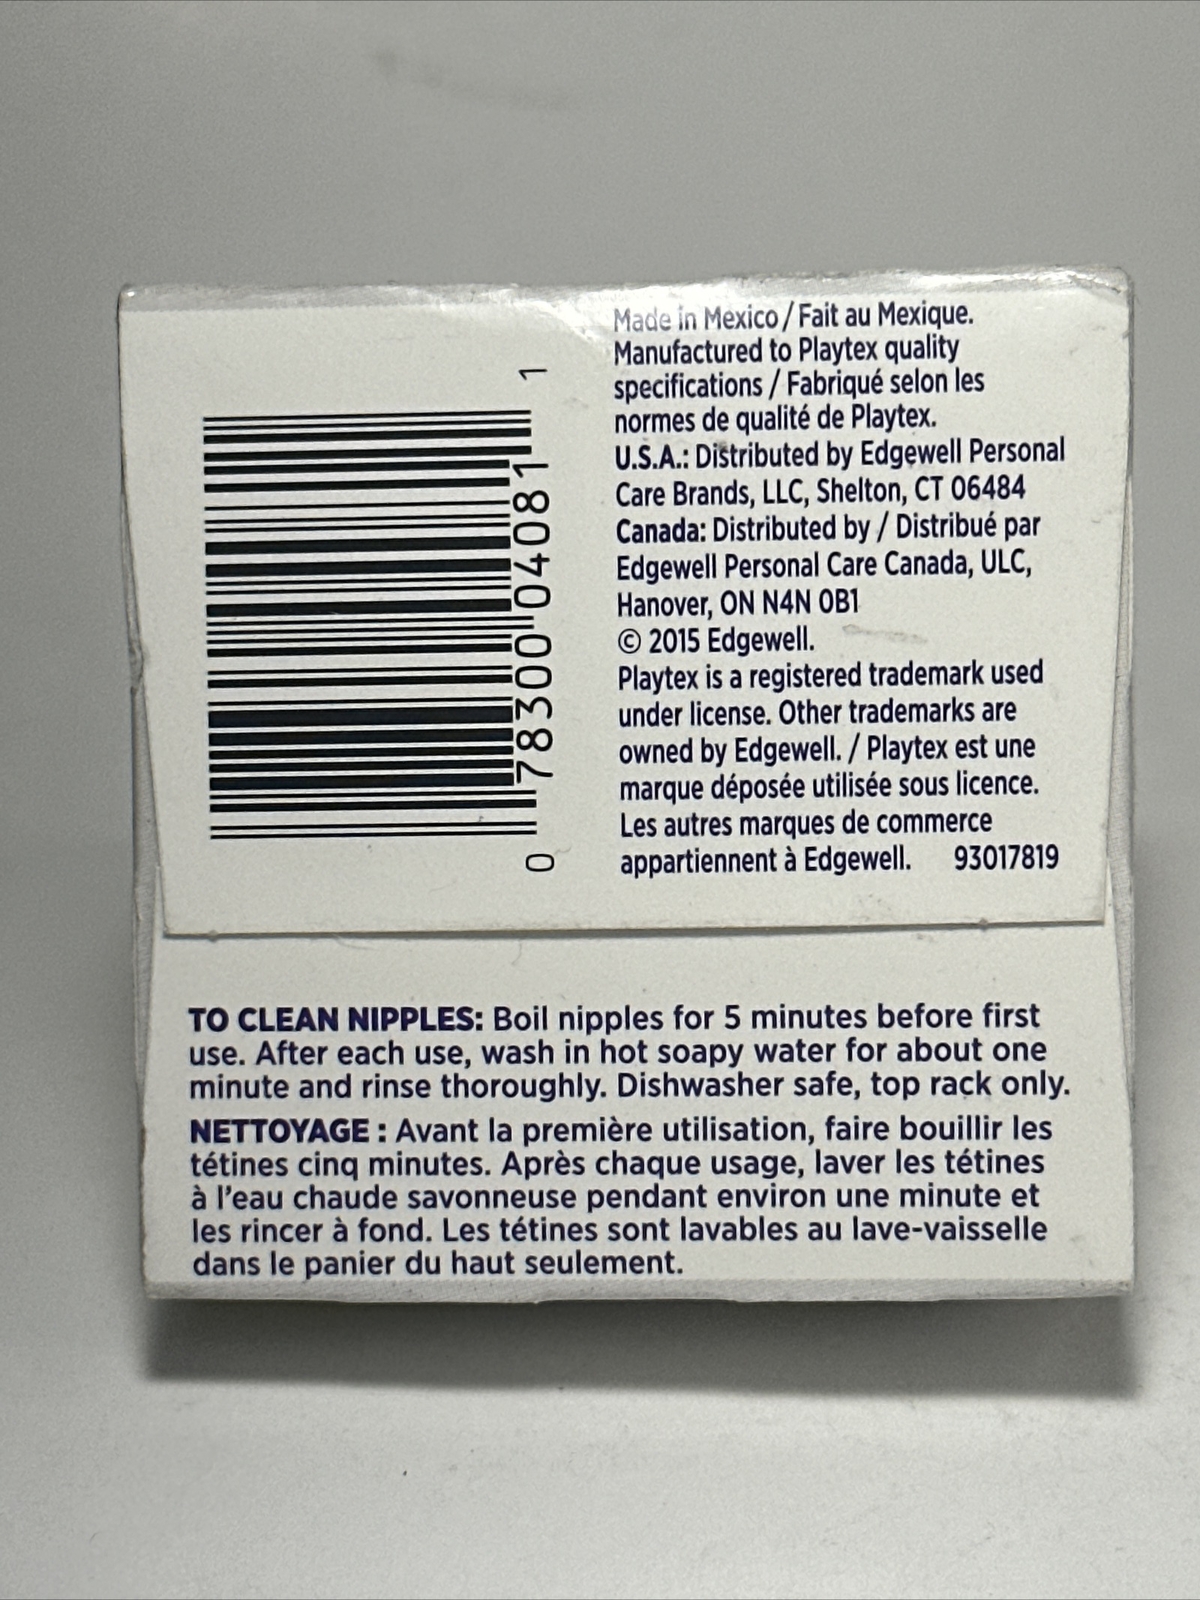 0 78300 04081 1
Made in Mexico / Fait au Mexique.
Manufactured to Playtex quality
specifications / Fabriqué selon les
normes de qualité de Playtex.
U.S.A.: Distributed by Edgewell Personal
Care Brands, LLC, Shelton, CT 06484
Canada: Distributed by / Distribué par
Edgewell Personal Care Canada, ULC,
Hanover, ON N4N 0B1
© 2015 Edgewell.
Playtex is a registered trademark used
under license. Other trademarks are
owned by Edgewell. / Playtex est une
marque déposée utilisée sous licence.
Les autres marques de commerce
appartiennent à Edgewell. 93017819
TO CLEAN NIPPLES: Boil nipples for 5 minutes before first
use. After each use, wash in hot soapy water for about one
minute and rinse thoroughly. Dishwasher safe, top rack only.
NETTOYAGE : Avant la première utilisation, faire bouillir les
tétines cinq minutes. Après chaque usage, laver les tétines
à l'eau chaude savonneuse pendant environ une minute et
les rincer à fond. Les tétines sont lavables au lave-vaisselle
dans le panier du haut seulement.